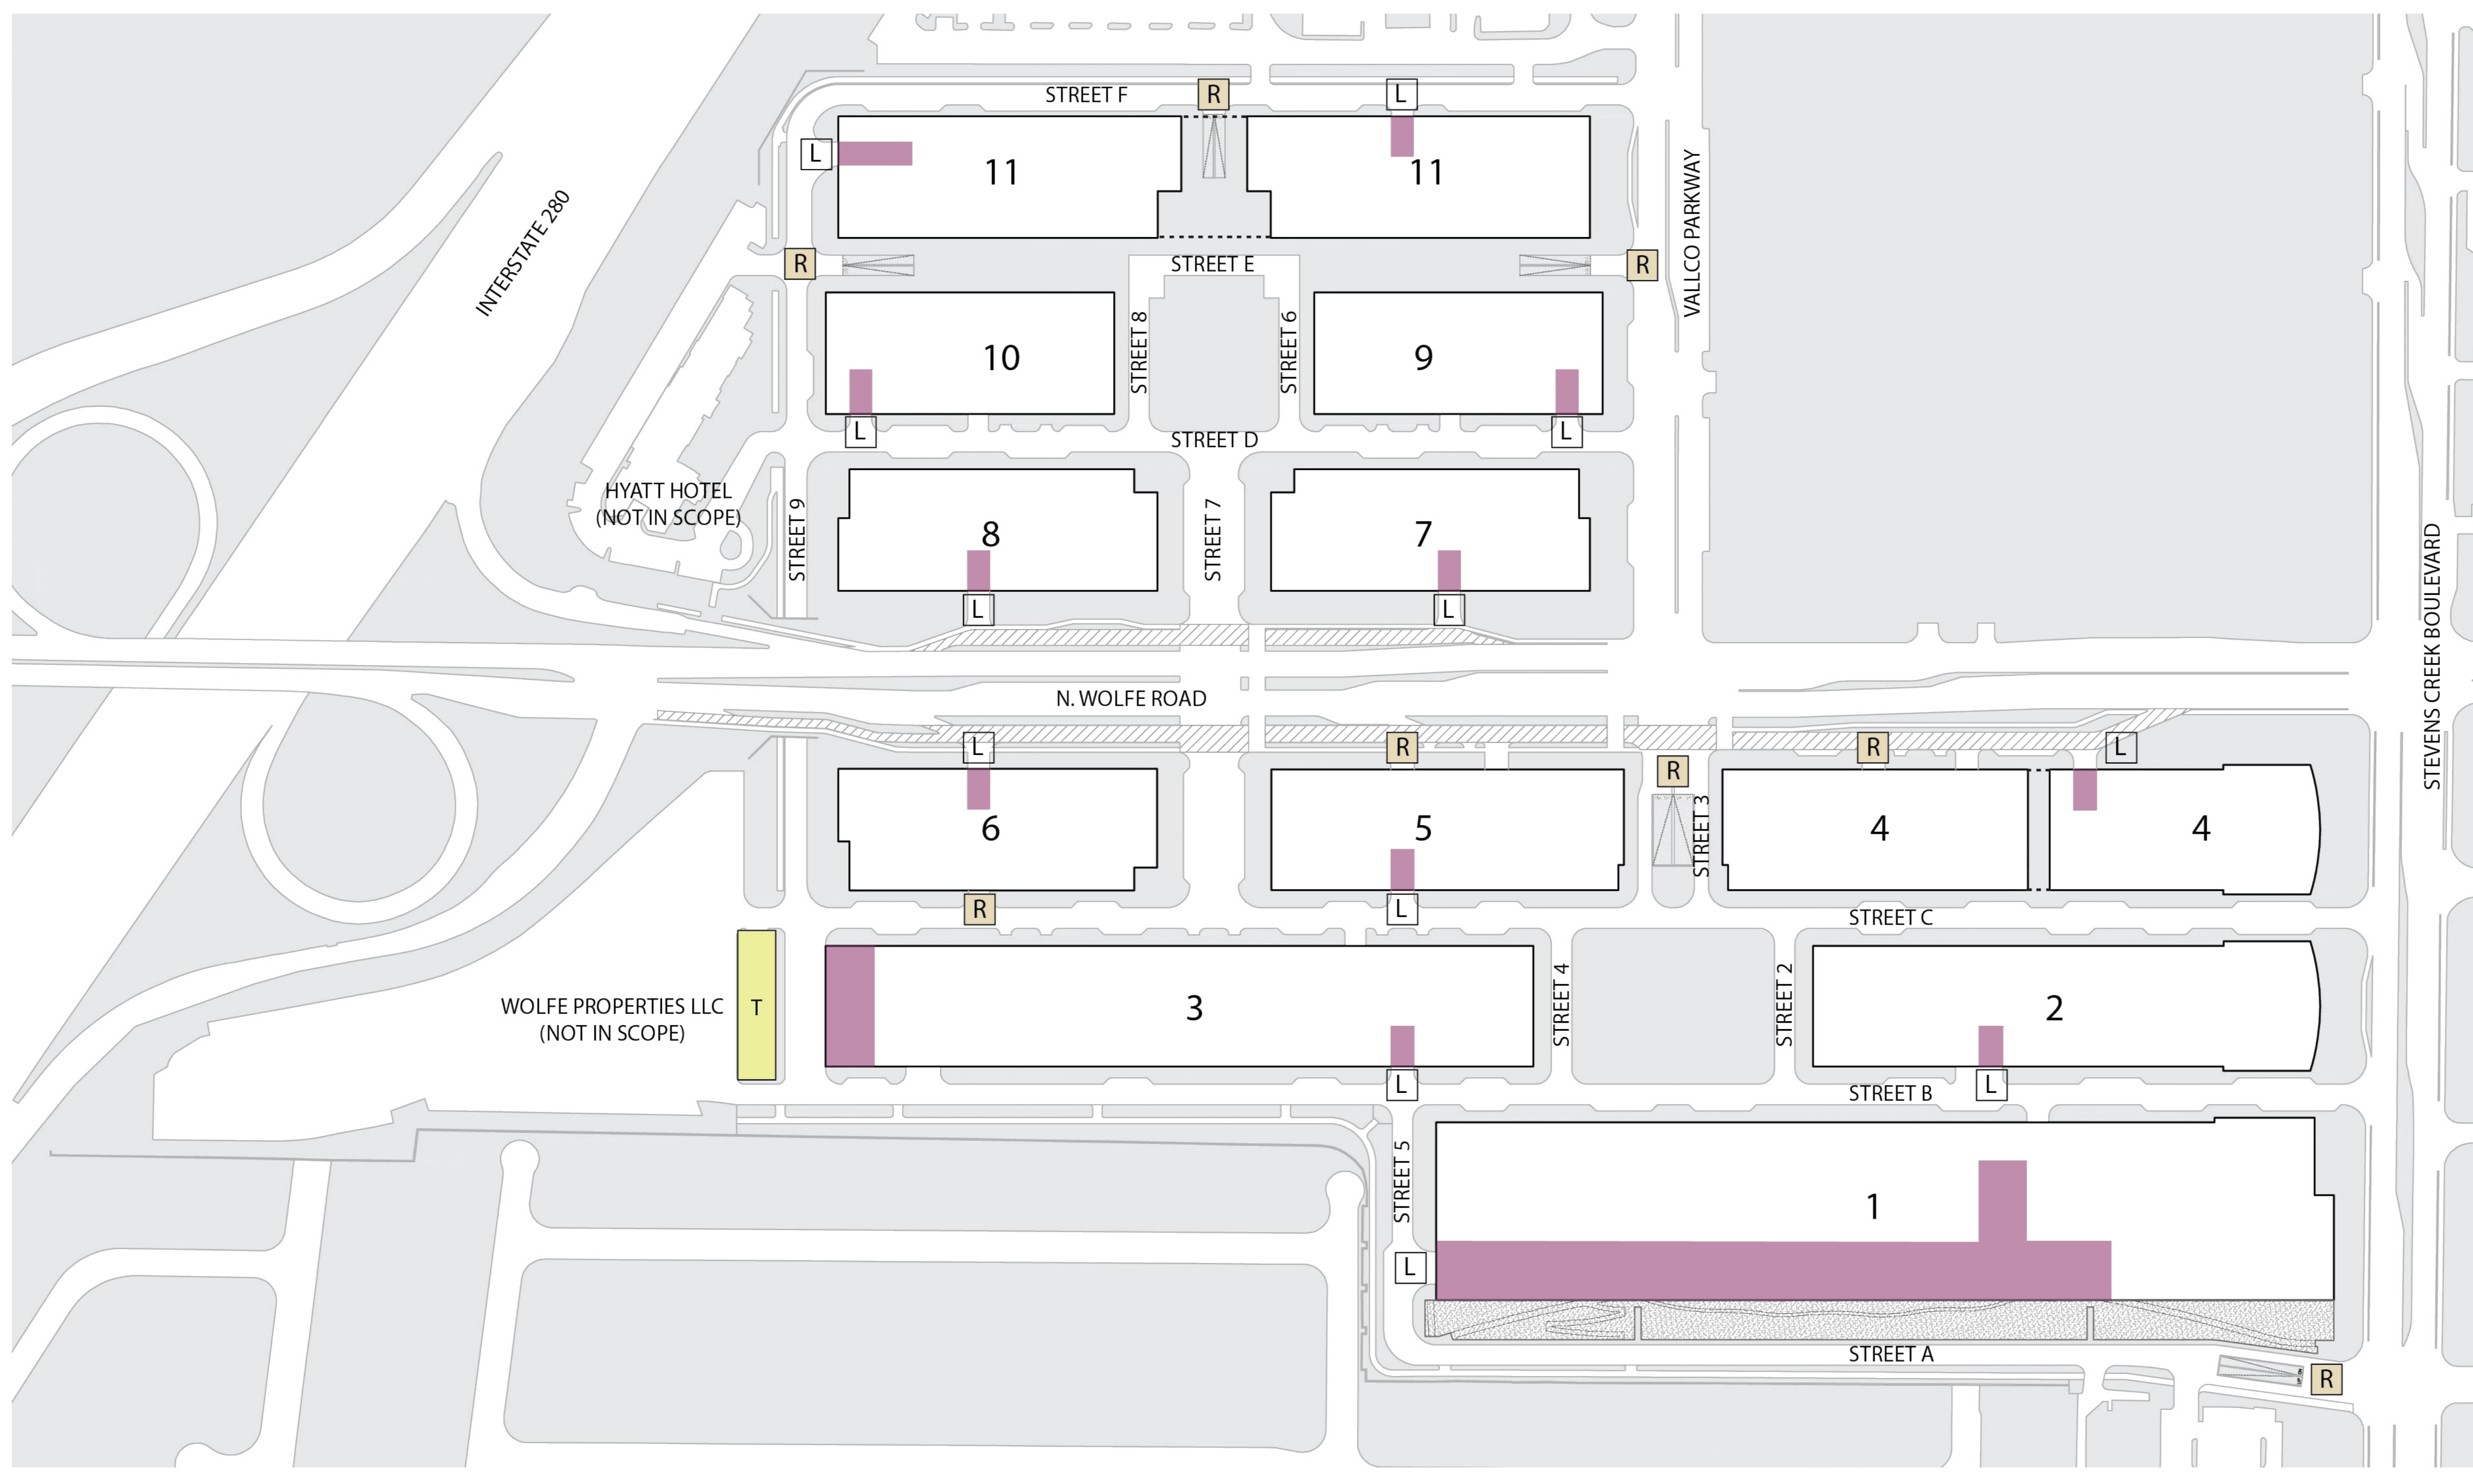 STREET F
R
L
L
11
11
INTERSTATE 280
VALLCO PARKWAY
R
STREET E
R
10
STREET 8
STREET 6
9
L
STREET D
L
HYATT HOTEL
(NOT IN SCOPE)
STREET 9
8
STREET 7
7
L
L
STEVENS CREEK BOULEVARD
N. WOLFE ROAD
L
R
R
L
R
6
5
STREET 3
4
4
R
L
STREET C
WOLFE PROPERTIES LLC
(NOT IN SCOPE)
T
3
STREET 4
STREET 2
2
L
L
STREET B
STREET 5
1
L
STREET A
R